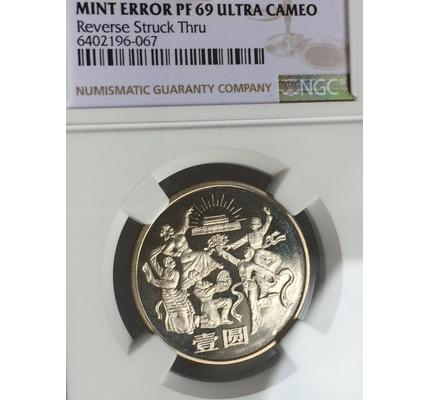 MINT ERROR PF 69 ULTRA CAMEO
Reverse Struck Thru
6402196-067
NUMISMATIC GUARANTY COMPANY
NGC
壹圆